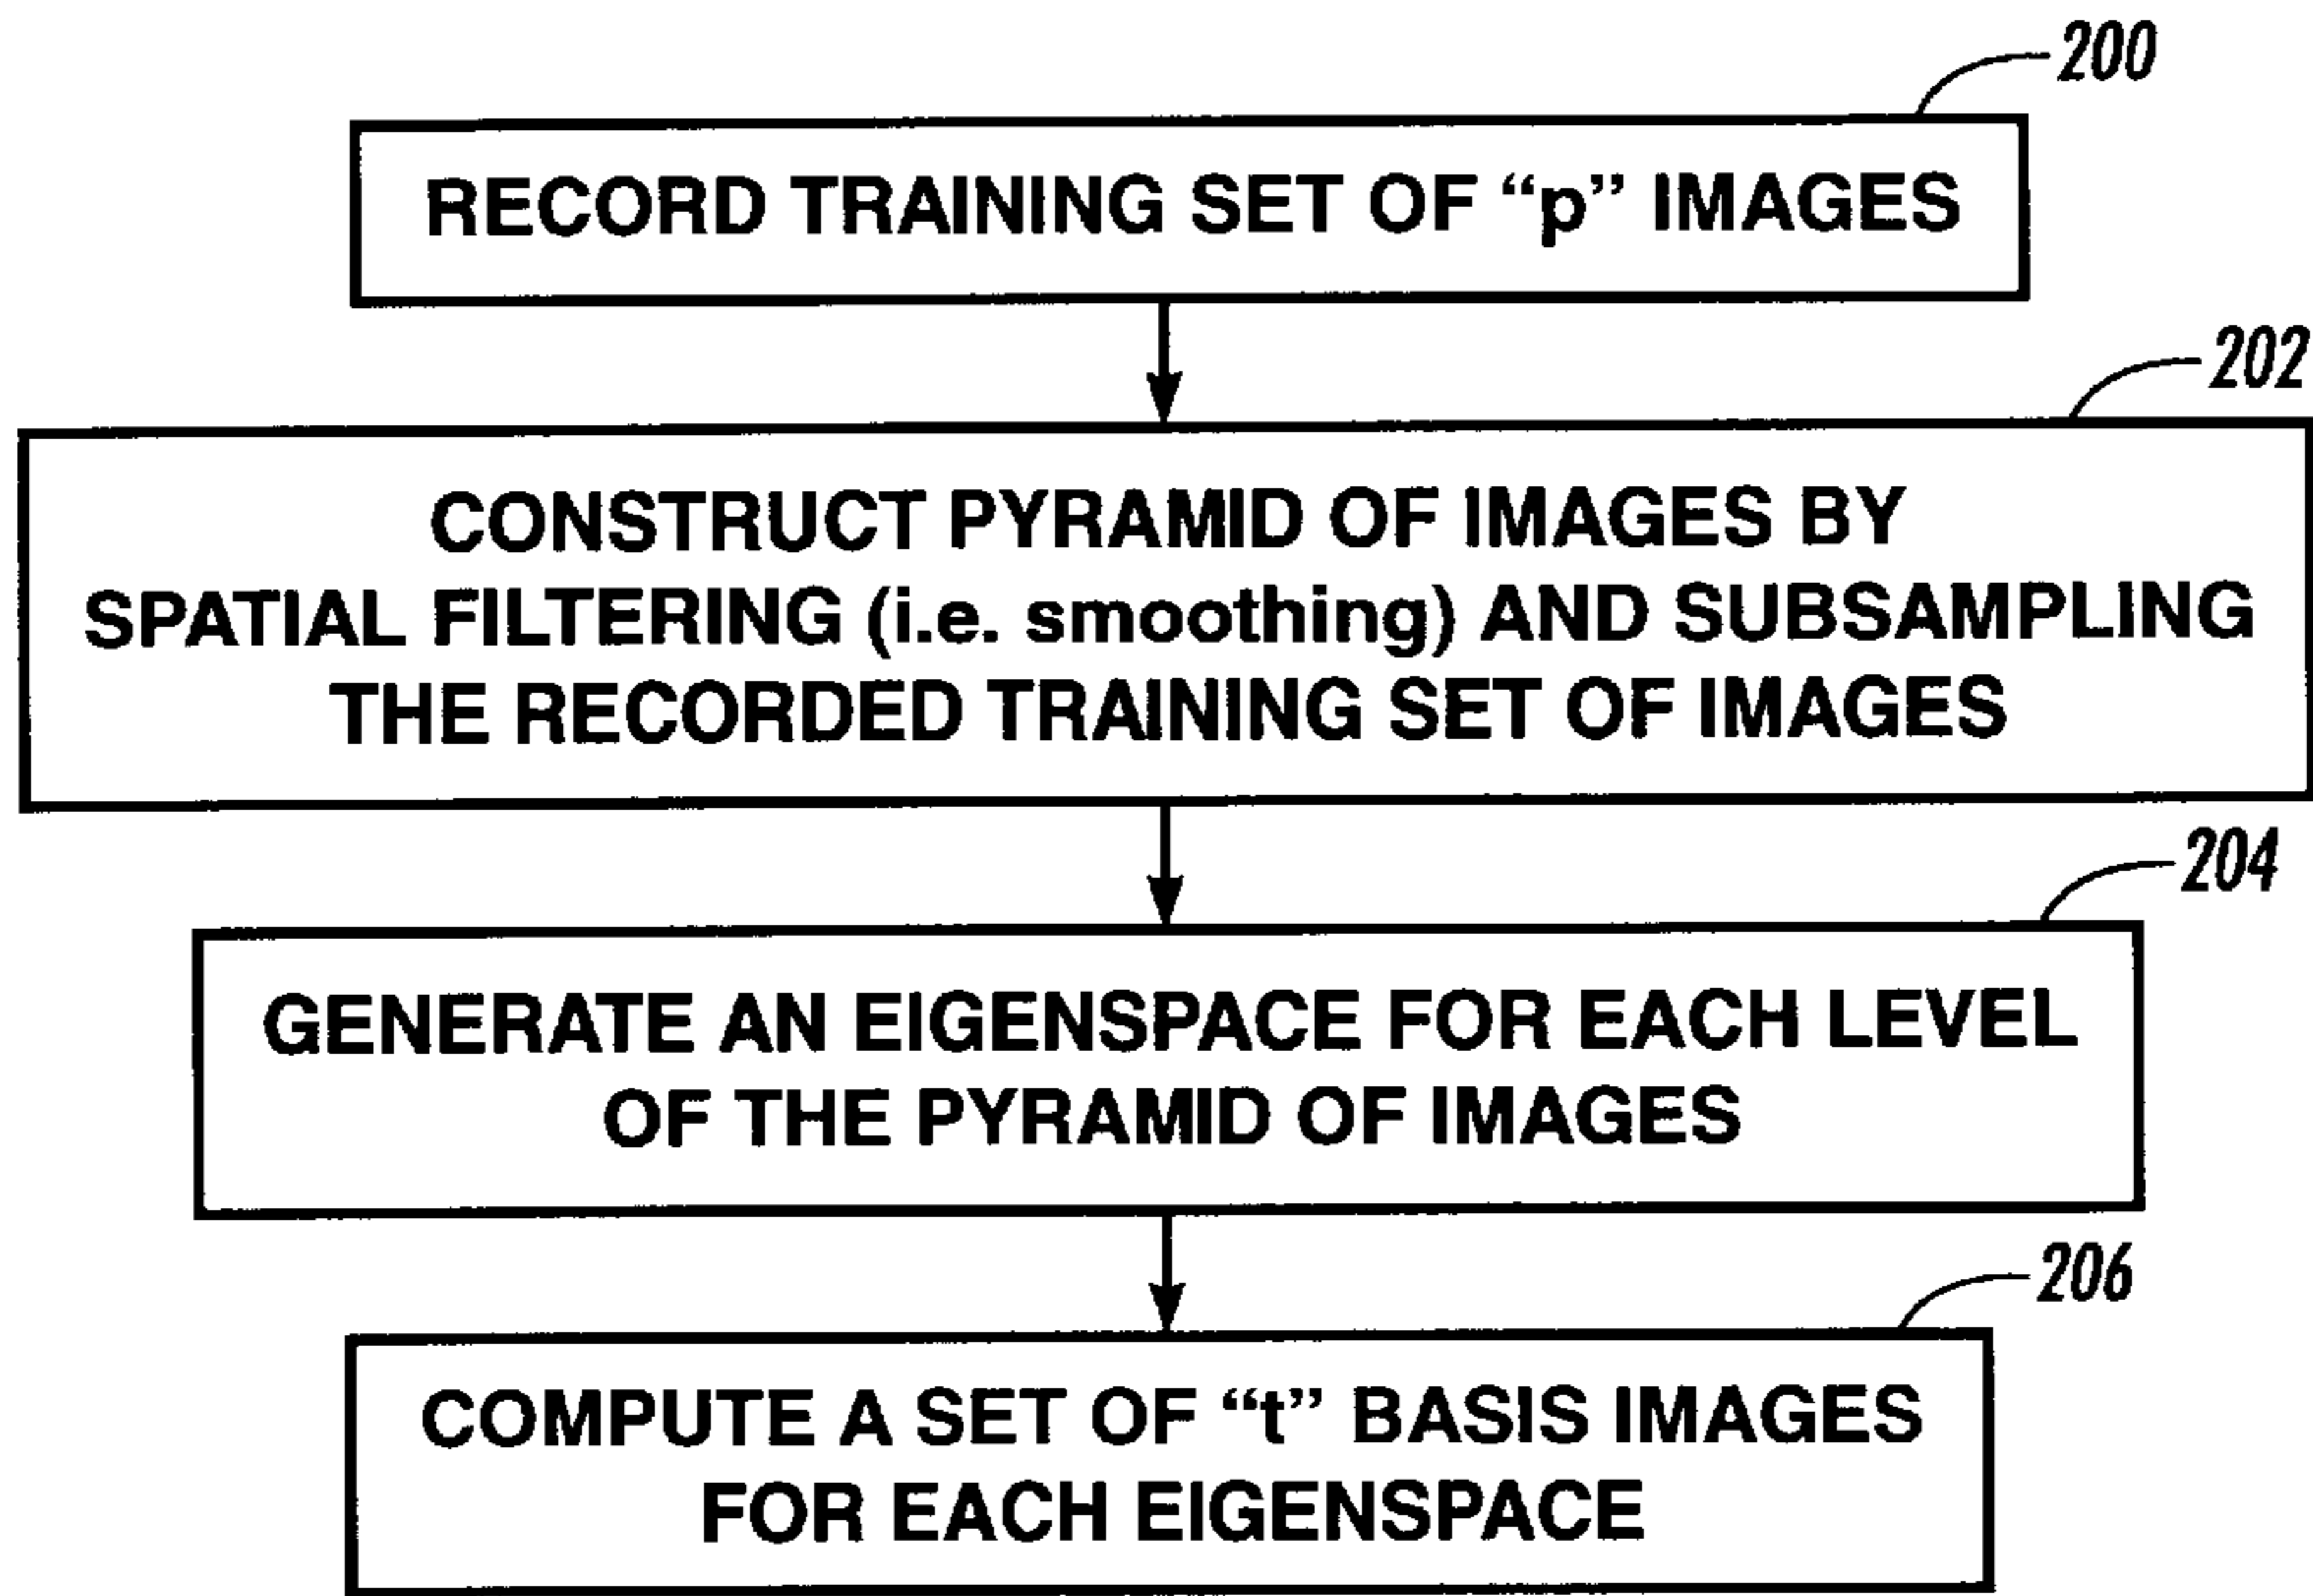 200
RECORD TRAINING SET OF “p” IMAGES
202
CONSTRUCT PYRAMID OF IMAGES BY
SPATIAL FILTERING (i.e. smoothing) AND SUBSAMPLING
THE RECORDED TRAINING SET OF IMAGES
204
GENERATE AN EIGENSPACE FOR EACH LEVEL
OF THE PYRAMID OF IMAGES
206
COMPUTE A SET OF “t” BASIS IMAGES
FOR EACH EIGENSPACE